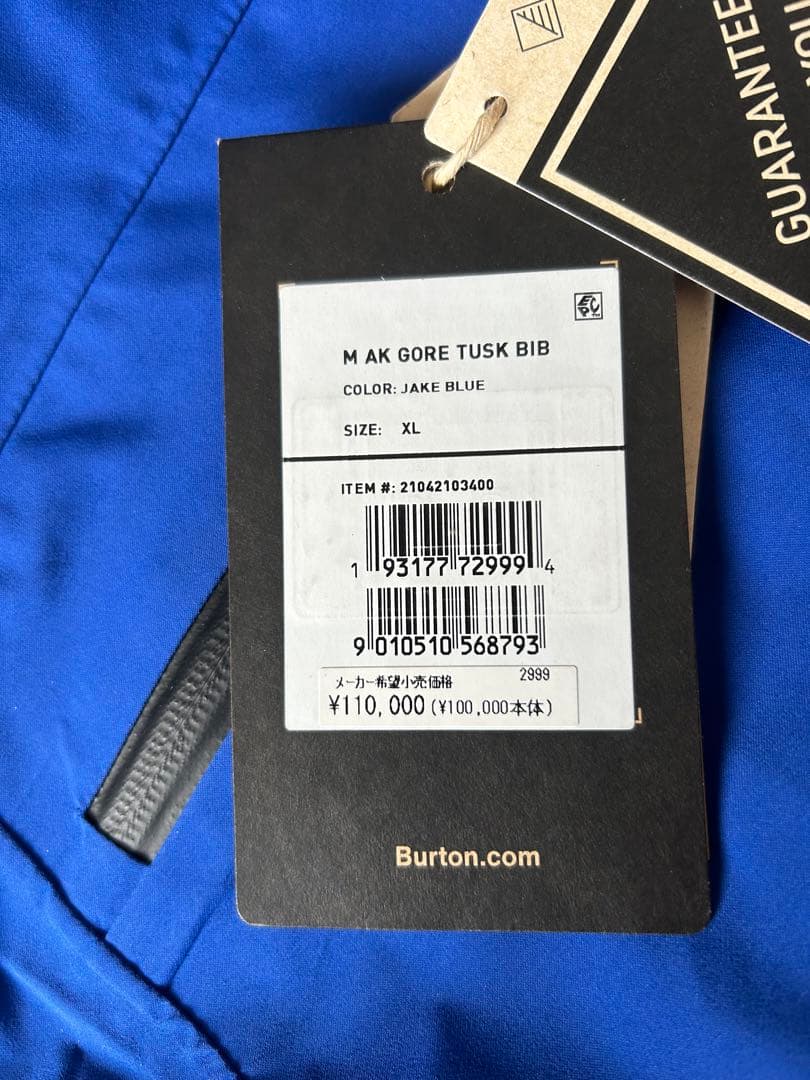 GUARANTEE
M AK GORE TUSK BIB
COLOR: JAKE BLUE
SIZE: XL
ITEM #: 21042103400
1 93177 72999 4
9 010510 568793
2999
メーカー希望小売価格
¥110,000 (¥100,000本体)
Burton.com